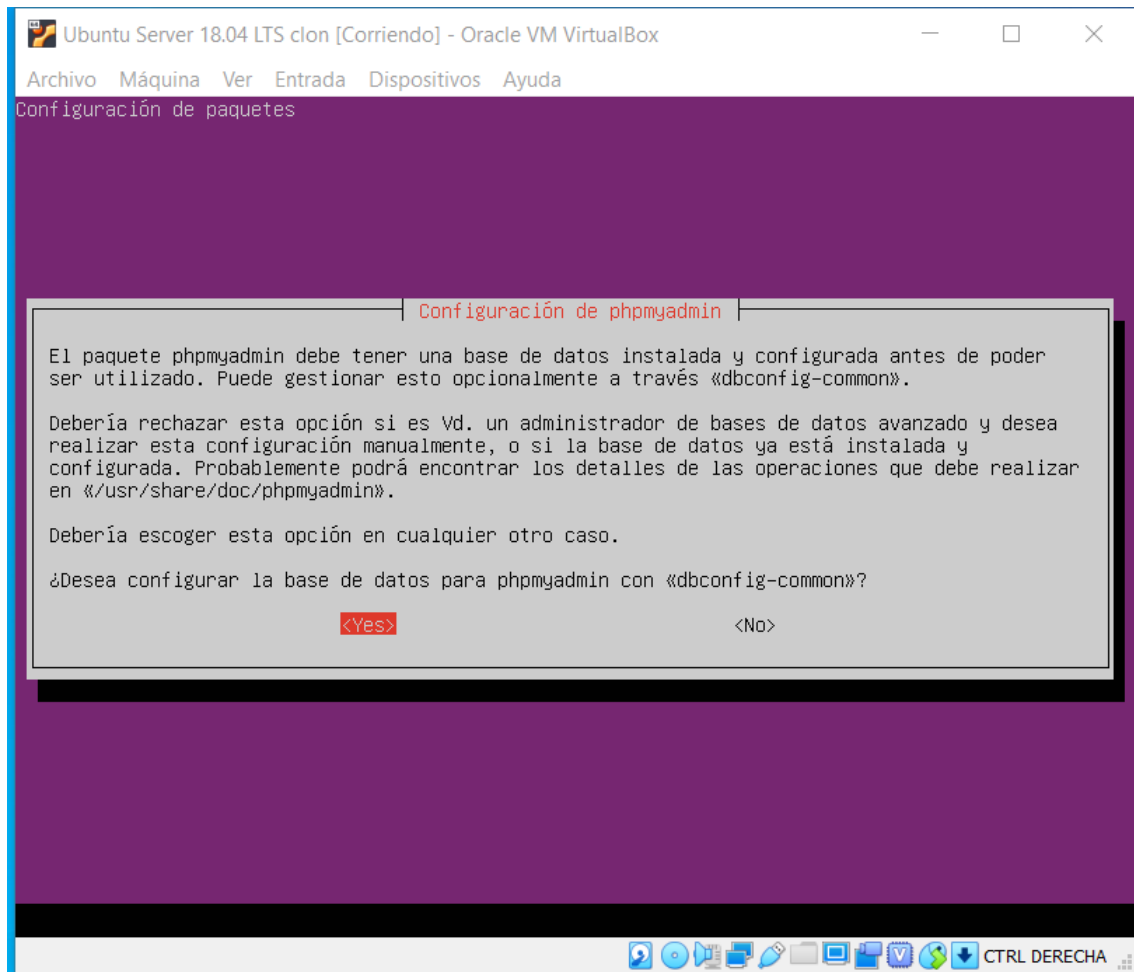 Ubuntu Server 18.04 LTS clon [Corriendo] - Oracle VM VirtualBox
Archivo Máquina Ver Entrada Dispositivos Ayuda
Configuración de paquetes
Configuración de phpmyadmin
El paquete phpmyadmin debe tener una base de datos instalada y configurada antes de poder
ser utilizado. Puede gestionar esto opcionalmente a través «dbconfig-common».
Debería rechazar esta opción si es Vd. un administrador de bases de datos avanzado y desea
realizar esta configuración manualmente, o si la base de datos ya está instalada y
configurada. Probablemente podrá encontrar los detalles de las operaciones que debe realizar
en «/usr/share/doc/phpmyadmin».
Debería escoger esta opción en cualquier otro caso.
¿Desea configurar la base de datos para phpmyadmin con «dbconfig-common»?
<Yes> <No>
CTRL DERECHA